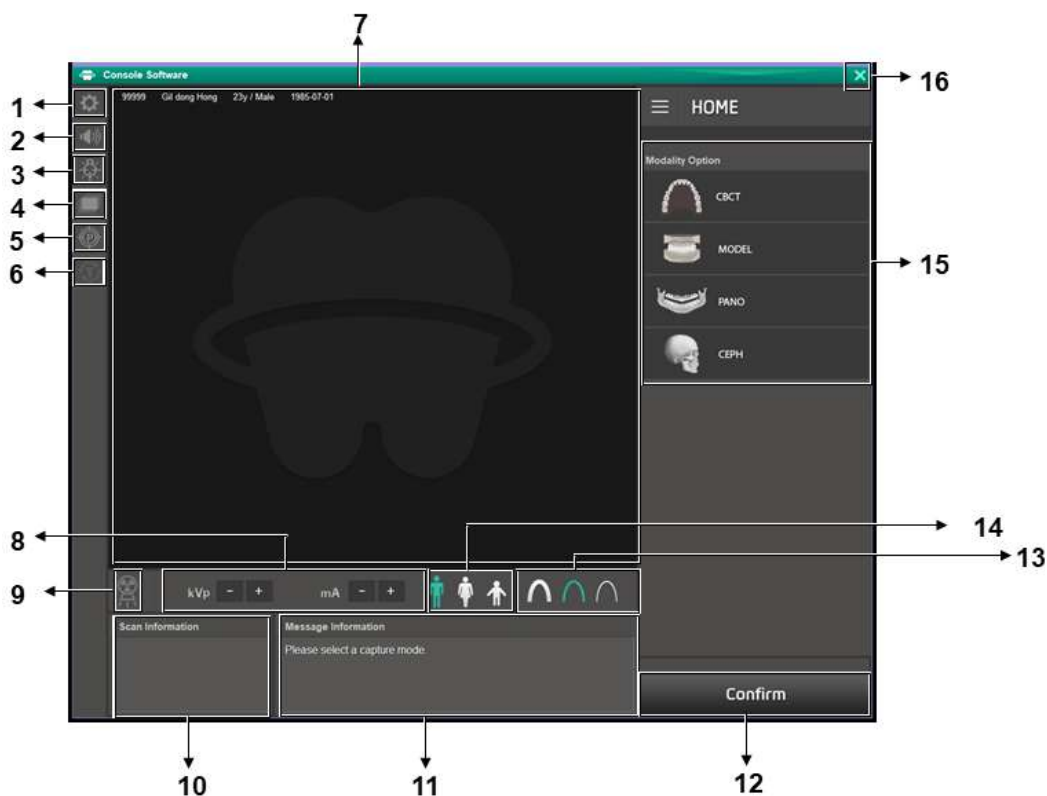 7
Console Software
16
99999 Gil dong Hong 23y / Male 1985-07-01
HOME
1
2
3
4
5
P
6
Modality Option
CBCT
MODEL
PANO
CEPH
15
8
14
13
9
kVp - +
mA - +
Scan Information
Message Information
Please select a capture mode.
Confirm
10
11
12